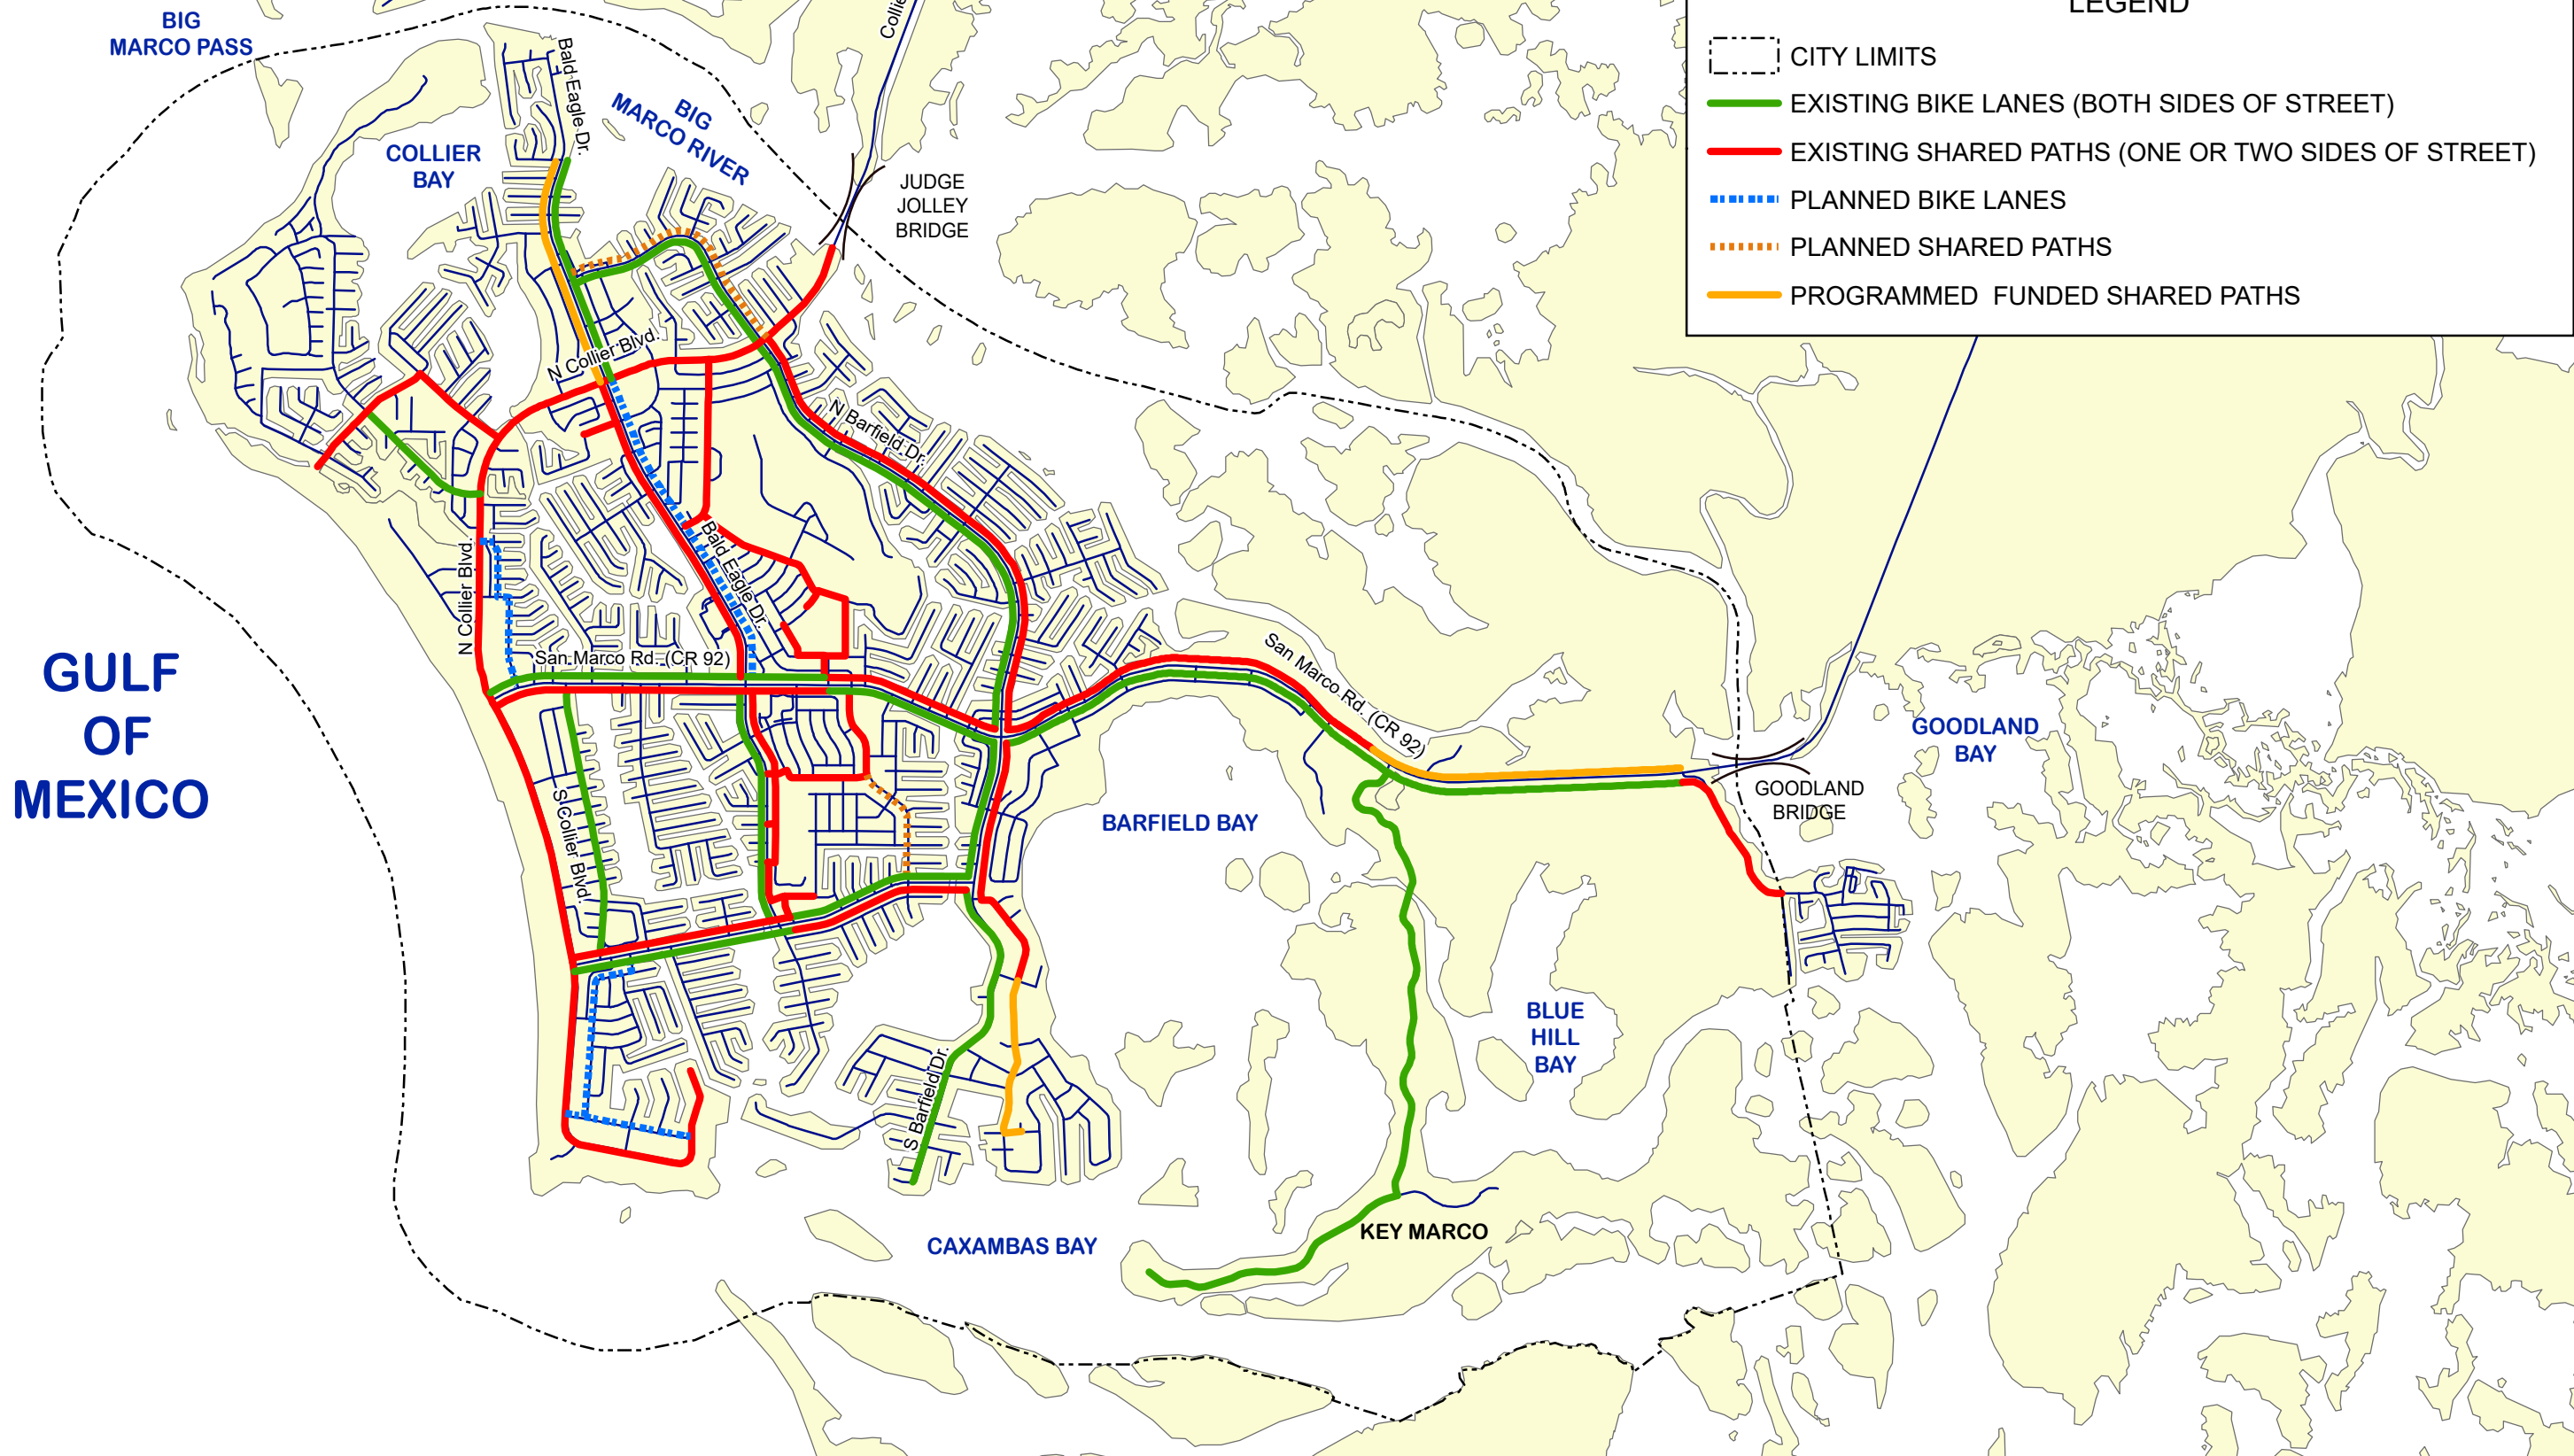 BIG
MARCO PASS
Bald Eagle Dr.
Collie
LEGEND
CITY LIMITS
EXISTING BIKE LANES (BOTH SIDES OF STREET)
EXISTING SHARED PATHS (ONE OR TWO SIDES OF STREET)
PLANNED BIKE LANES
PLANNED SHARED PATHS
PROGRAMMED FUNDED SHARED PATHS
BIG
MARCO RIVER
COLLIER
BAY
JUDGE
JOLLEY
BRIDGE
N Collier Blvd.
N Barfield Dr.
Bald Eagle Dr.
N Collier Blvd.
San Marco Rd. (CR 92)
San Marco Rd. (CR 92)
GULF
OF
MEXICO
GOODLAND
BAY
GOODLAND
BRIDGE
S Collier Blvd.
BARFIELD BAY
BLUE
HILL
BAY
S Barfield Dr.
KEY MARCO
CAXAMBAS BAY